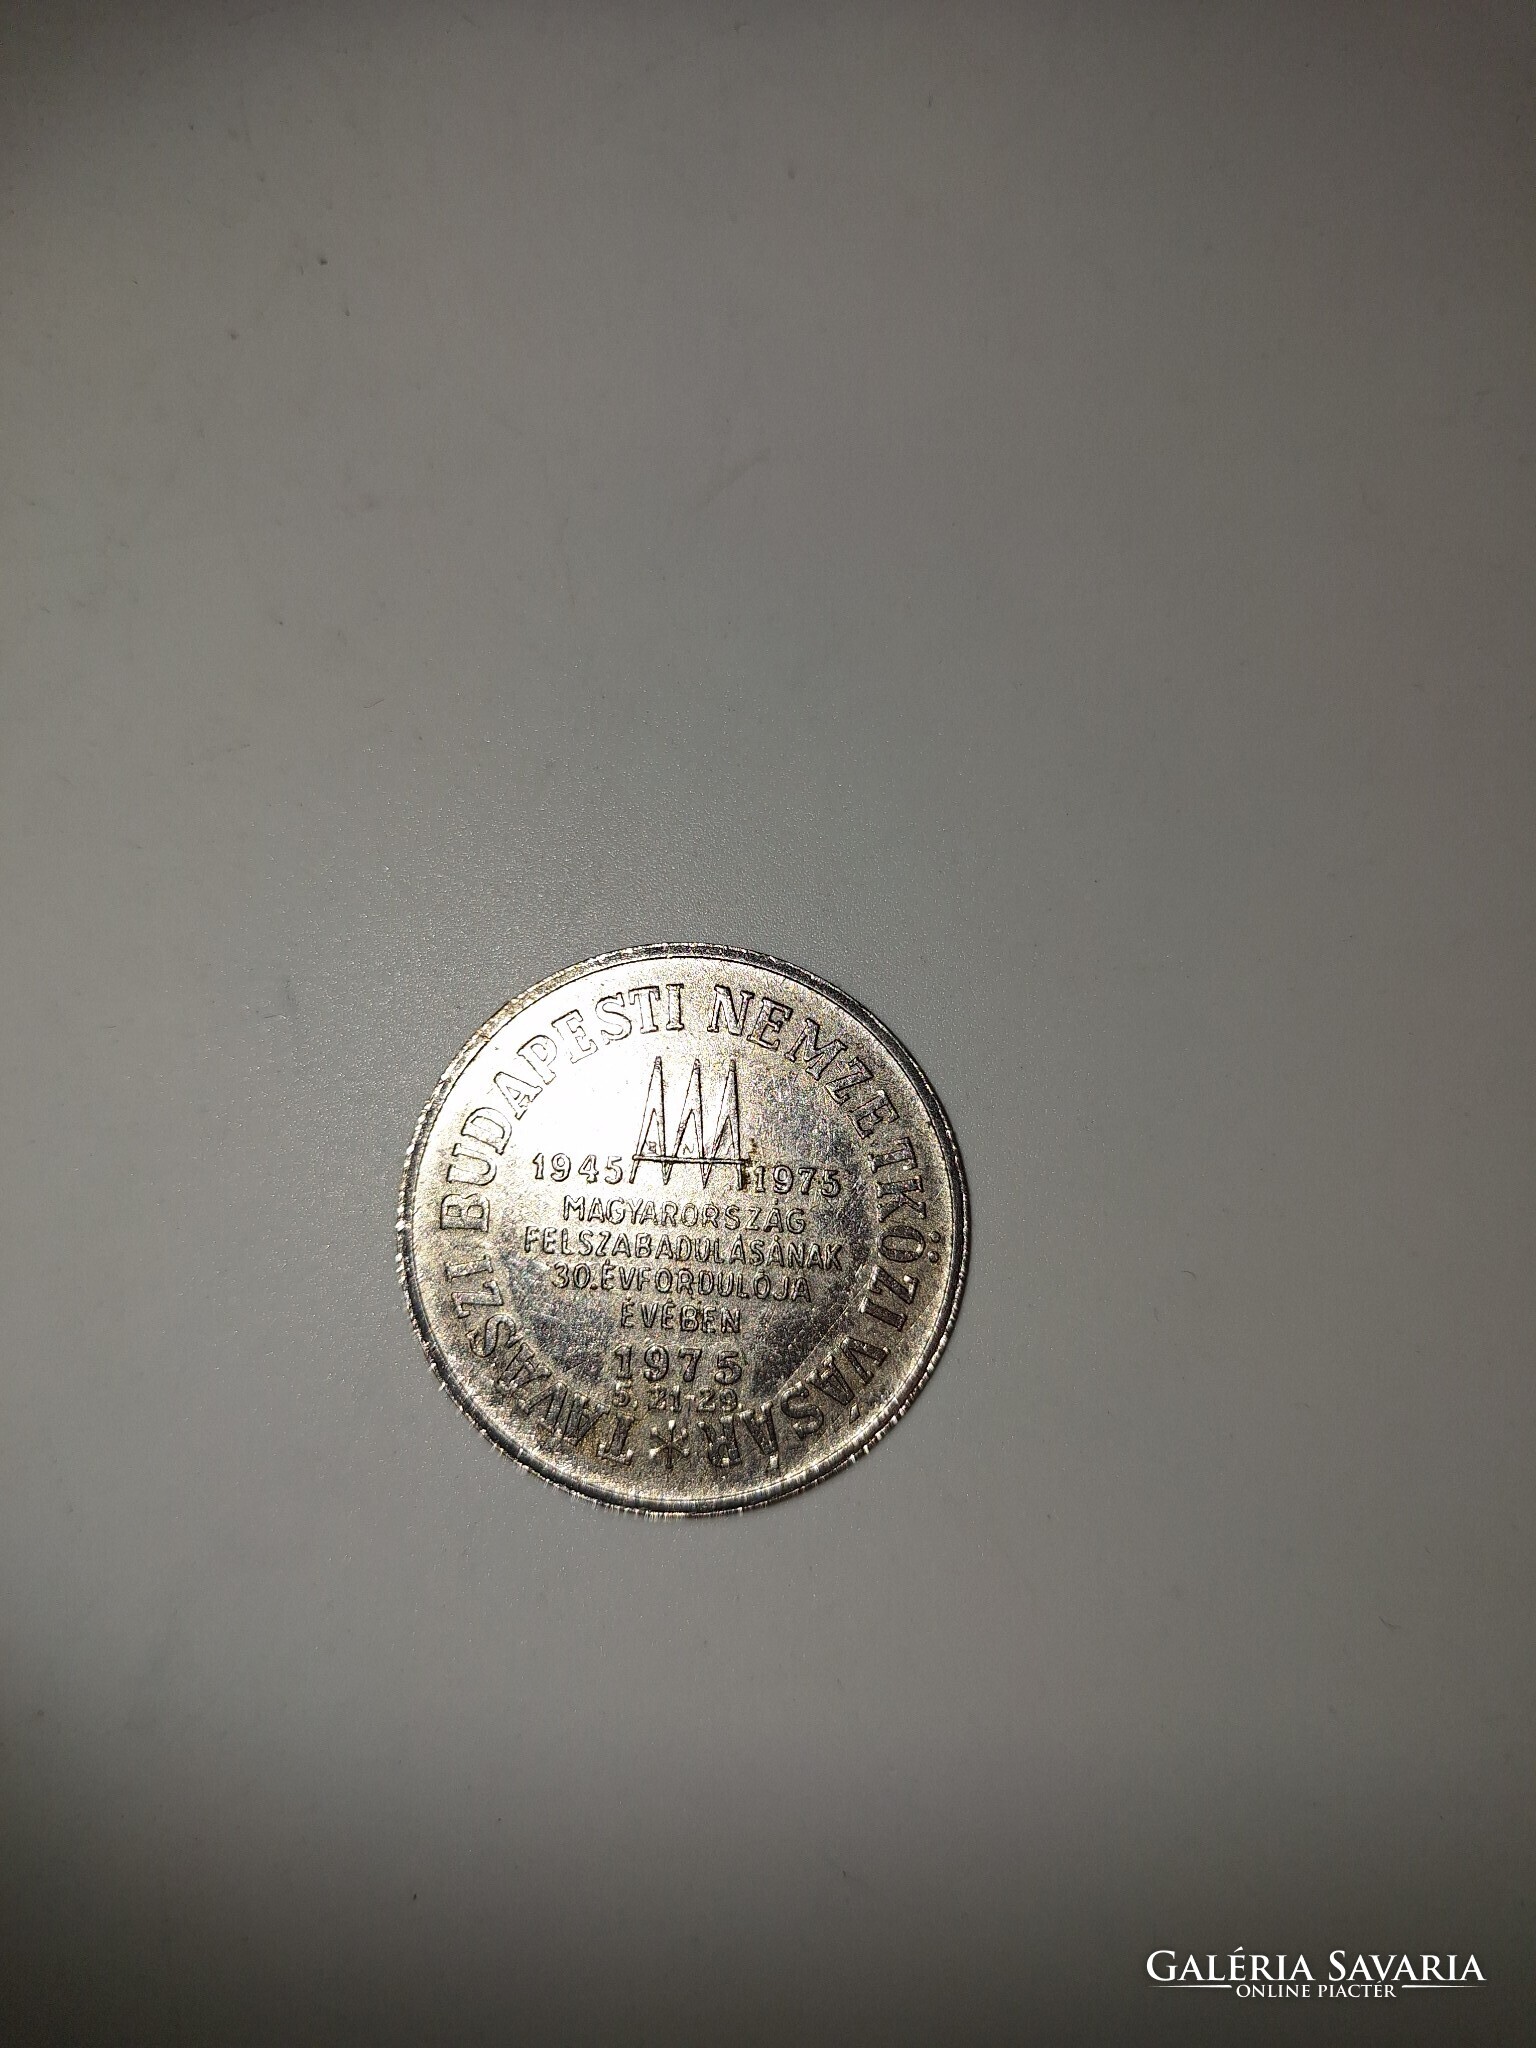 TAVASZI BUDAPESTI NEMZETKÖZI VÁSÁR *
1945 1975
MAGYARORSZÁG
FELSZABADULÁSÁNAK
30. ÉVFORDULÓJA
ÉVÉBEN
1975
5. 21-29.
GALÉRIA SAVARIA
ONLINE PIACTÉR